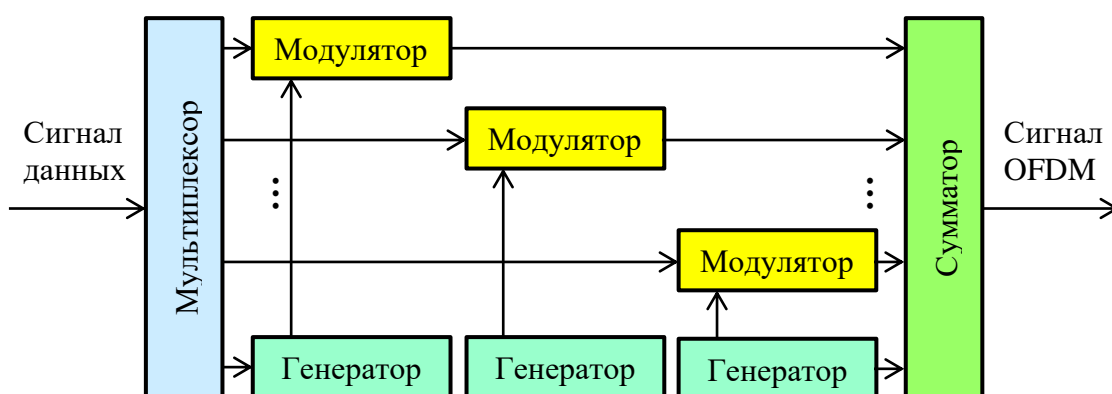 Модулятор
Сигнал
данных
Мультиплексор
Модулятор
Сумматор
Сигнал
OFDM
...
...
Модулятор
Генератор
Генератор
Генератор